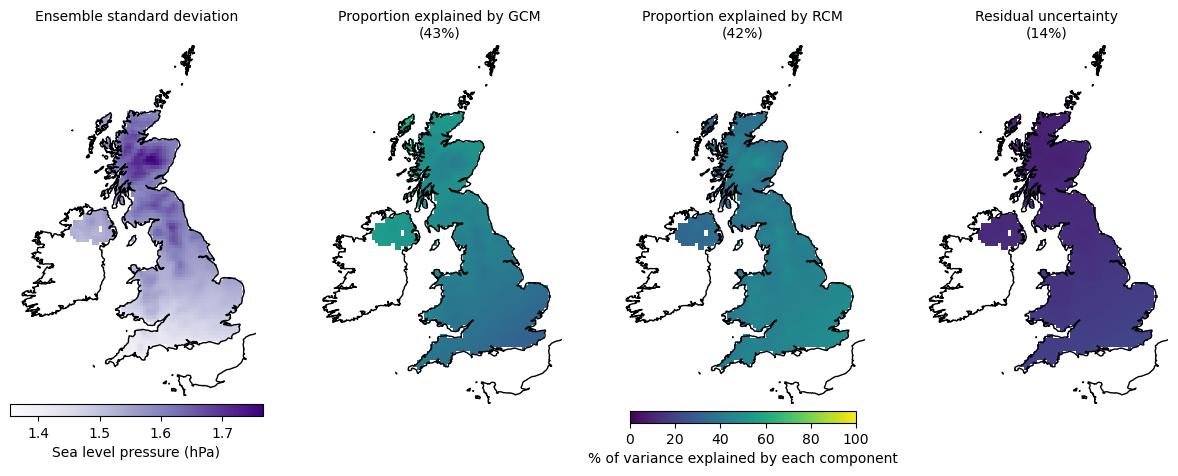 Ensemble standard deviation
Proportion explained by GCM
(43%)
Proportion explained by RCM
(42%)
Residual uncertainty
(14%)
1.4 1.5 1.6 1.7
Sea level pressure (hPa)
0 20 40 60 80 100
% of variance explained by each component